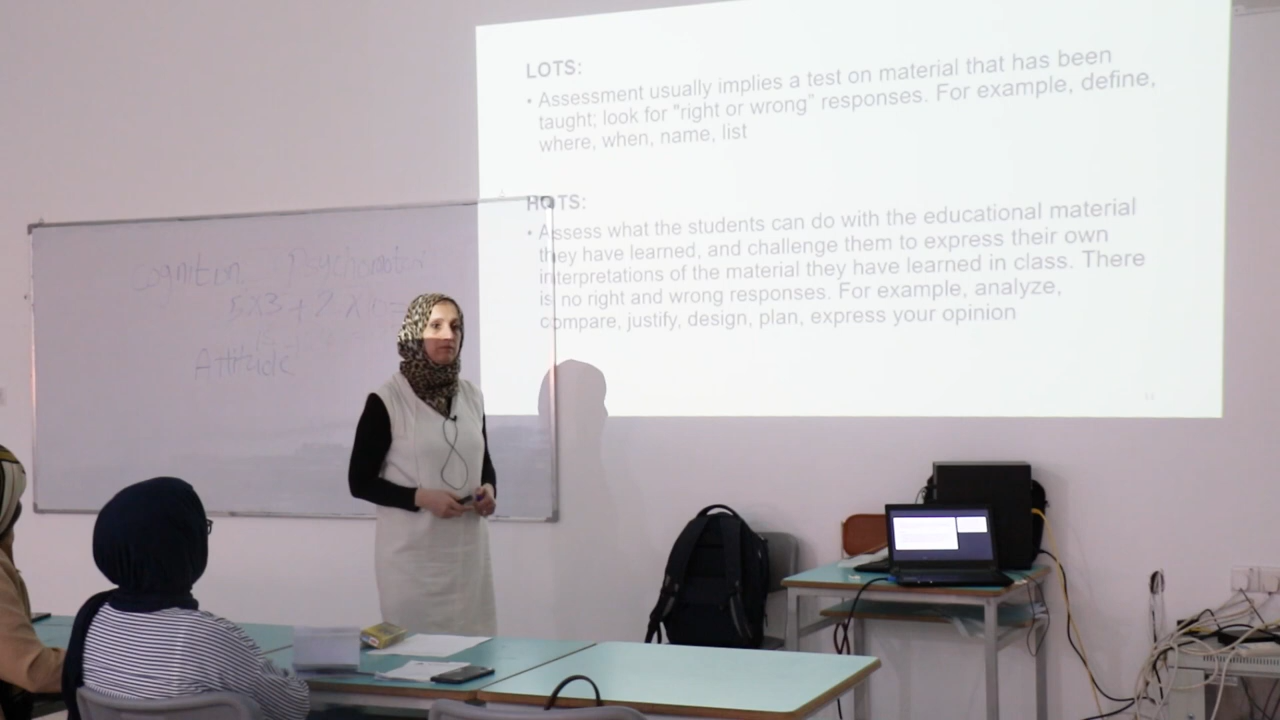 LOTS:
• Assessment usually implies a test on material that has been
taught; look for "right or wrong" responses. For example, define,
where, when, name, list
HOTS:
• Assess what the students can do with the educational material
they have learned, and challenge them to express their own
interpretations of the material they have learned in class. There
is no right and wrong responses. For example, analyze,
compare, justify, design, plan, express your opinion
Cognition Psychomotor
5x3+2x10=
Attitude